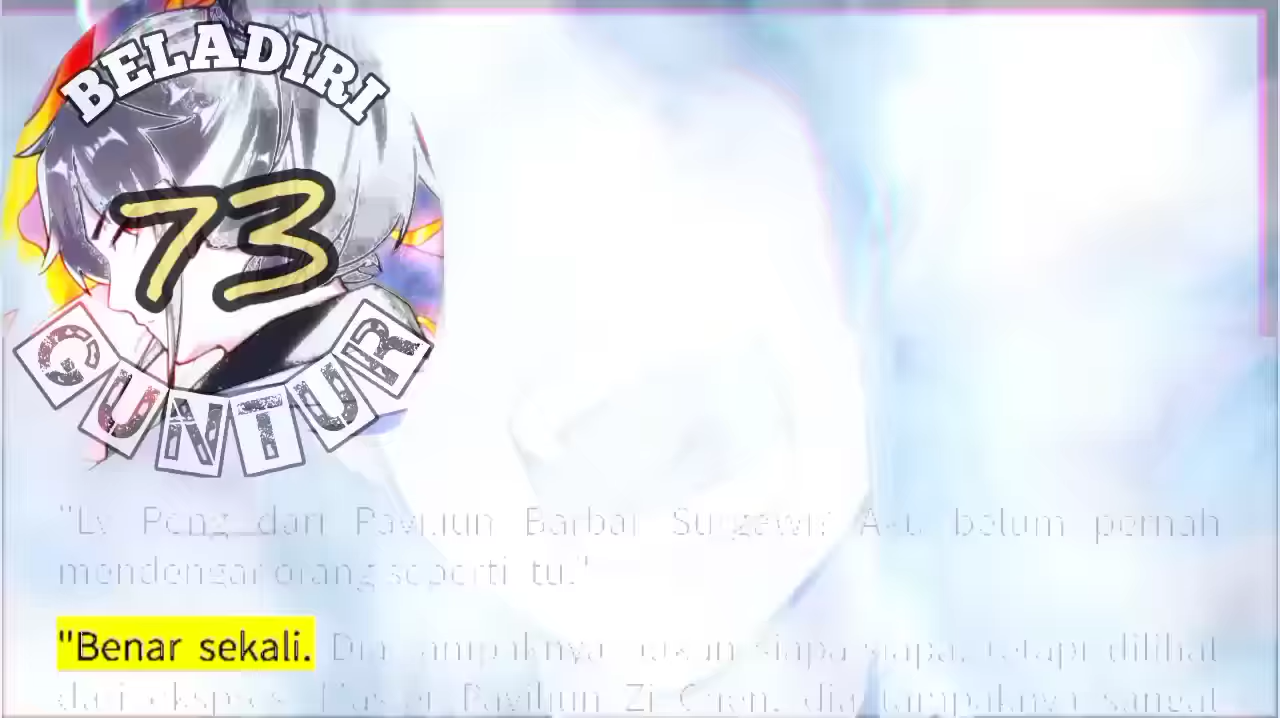 BELADIRI
73
GUNTUR
"Lv Peng dari Paviliun Barbar Surgawi? Aku belum pernah
mendengar orang seperti itu."
"Benar sekali. Dia tampaknya bukan siapa-siapa, tetapi dilihat
dari ekspresi Master Paviliun Zi Chen, dia tampaknya sangat